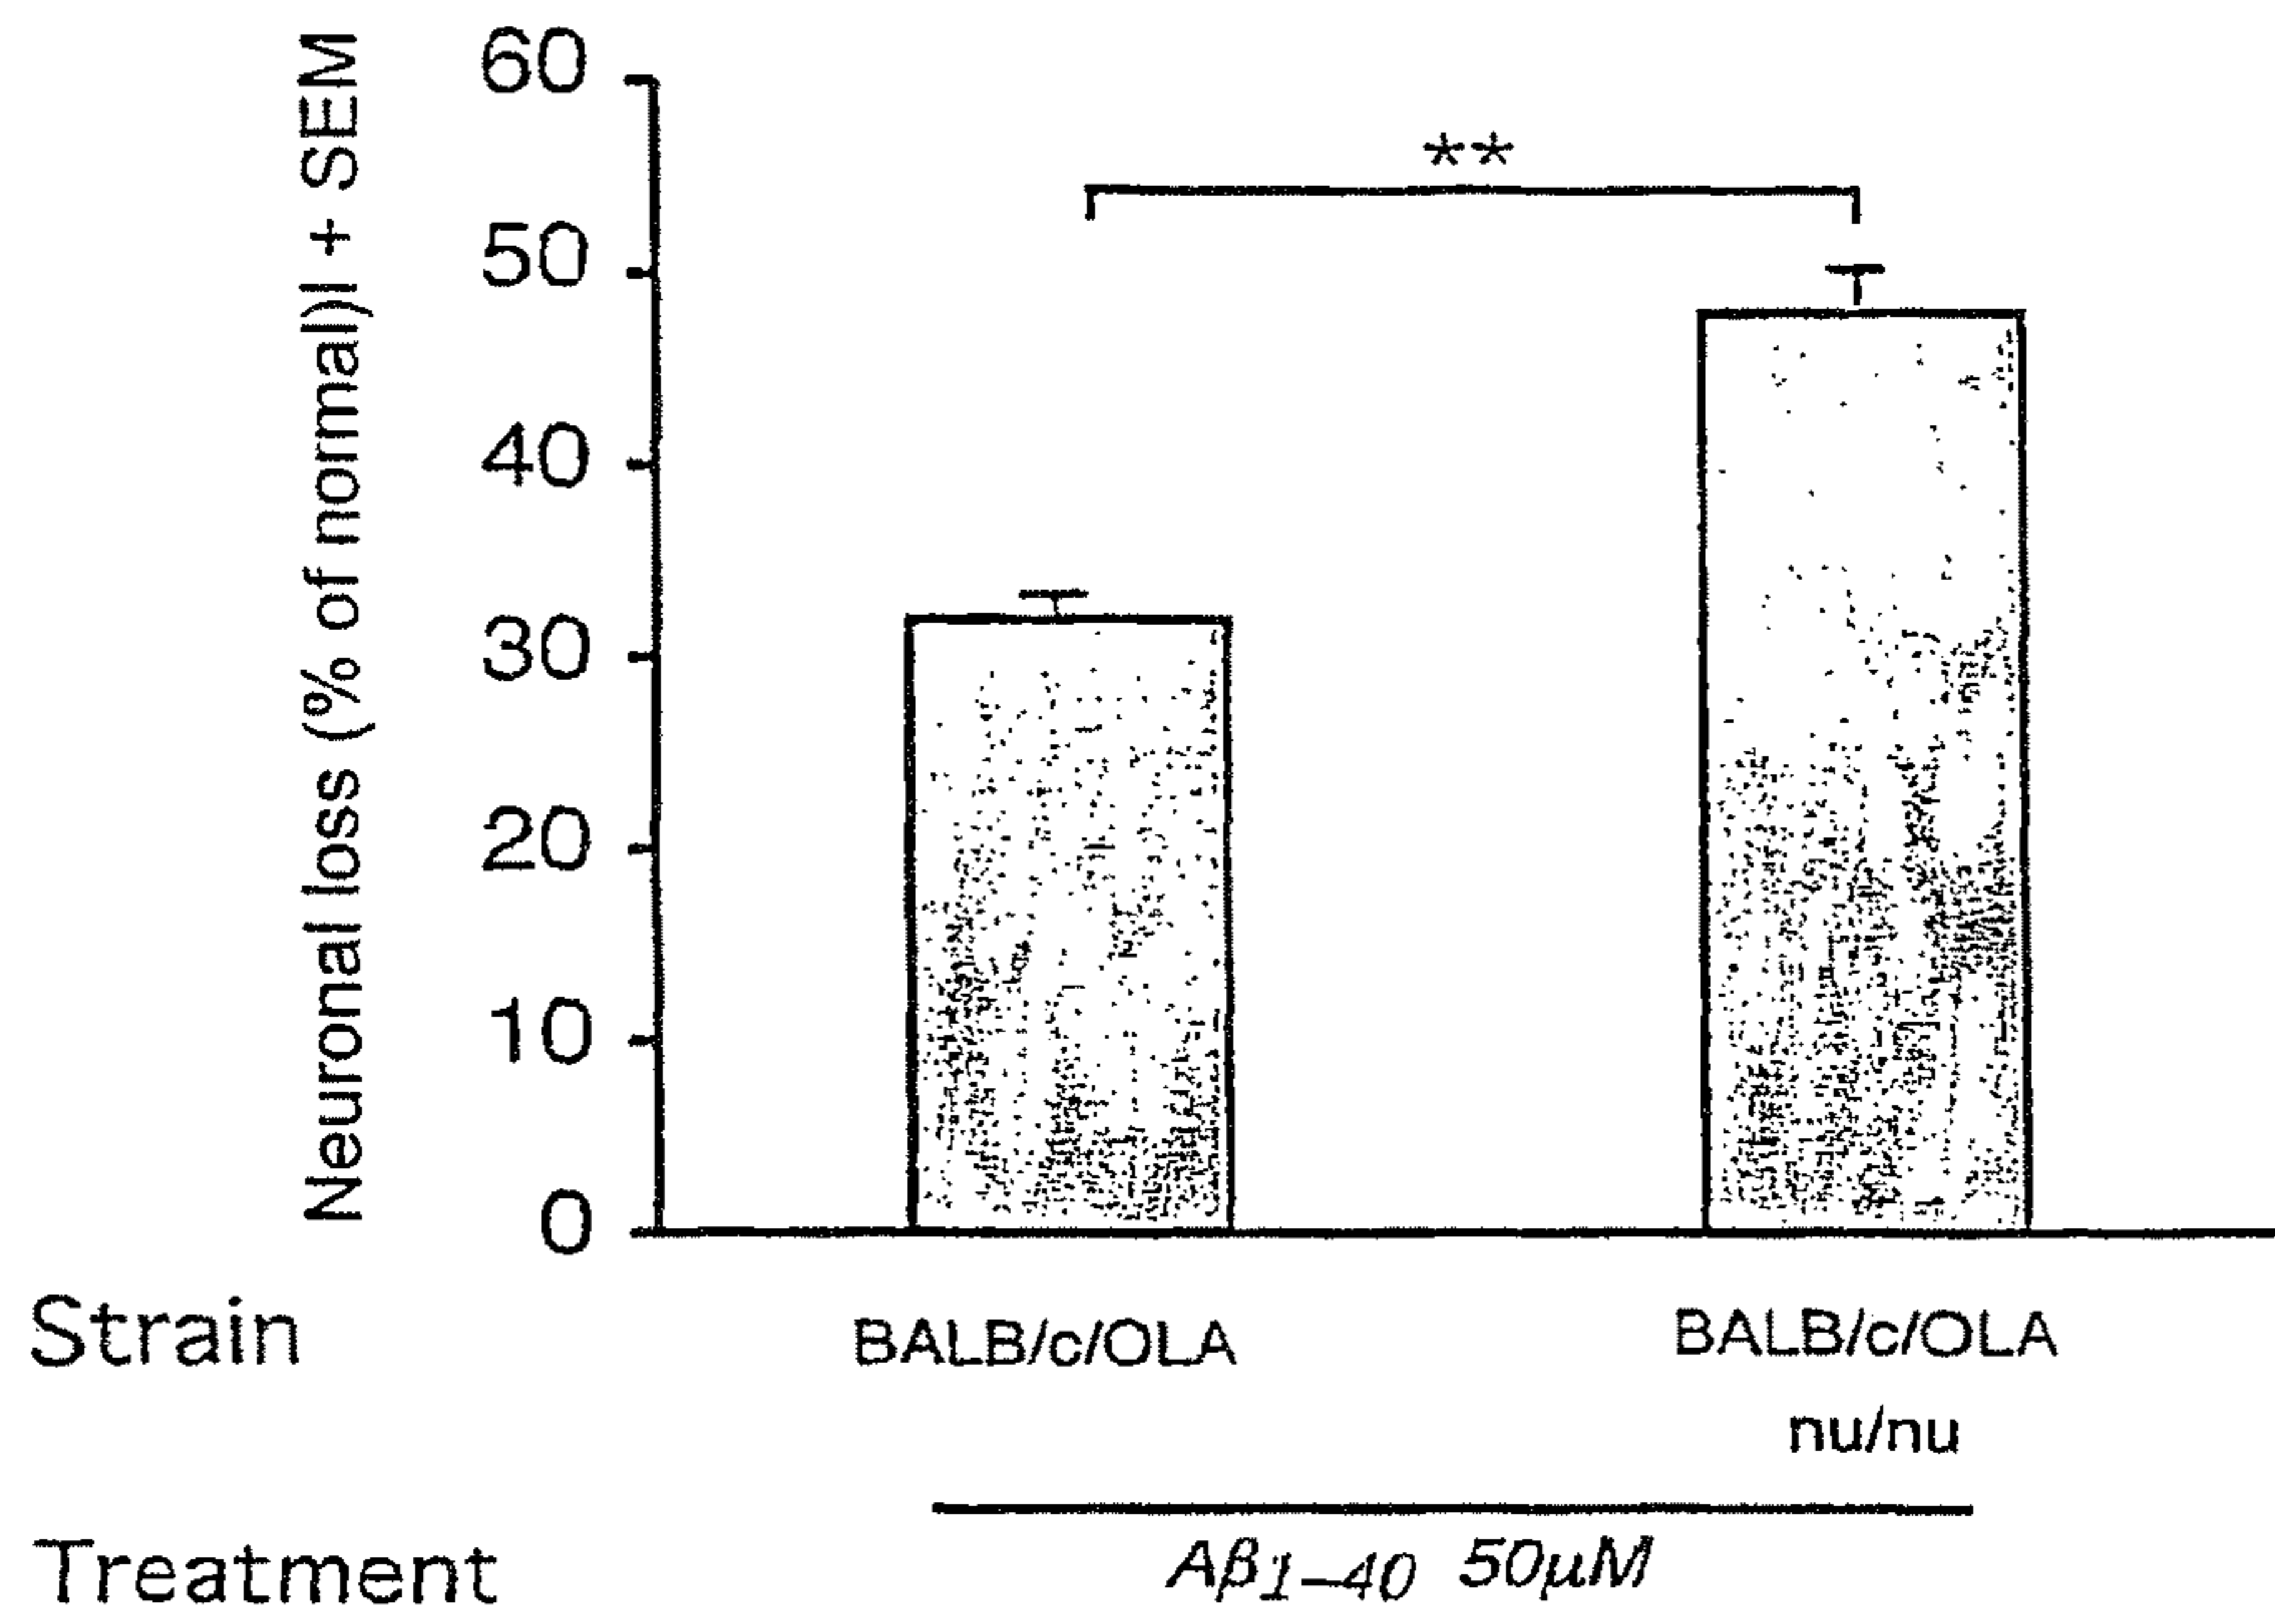 Neuronal loss (% of normal)l + SEM
60
50
40
30
20
10
0
**
Strain
BALB/c/OLA
BALB/c/OLA
nu/nu
Treatment
Aβ1–40 50μM